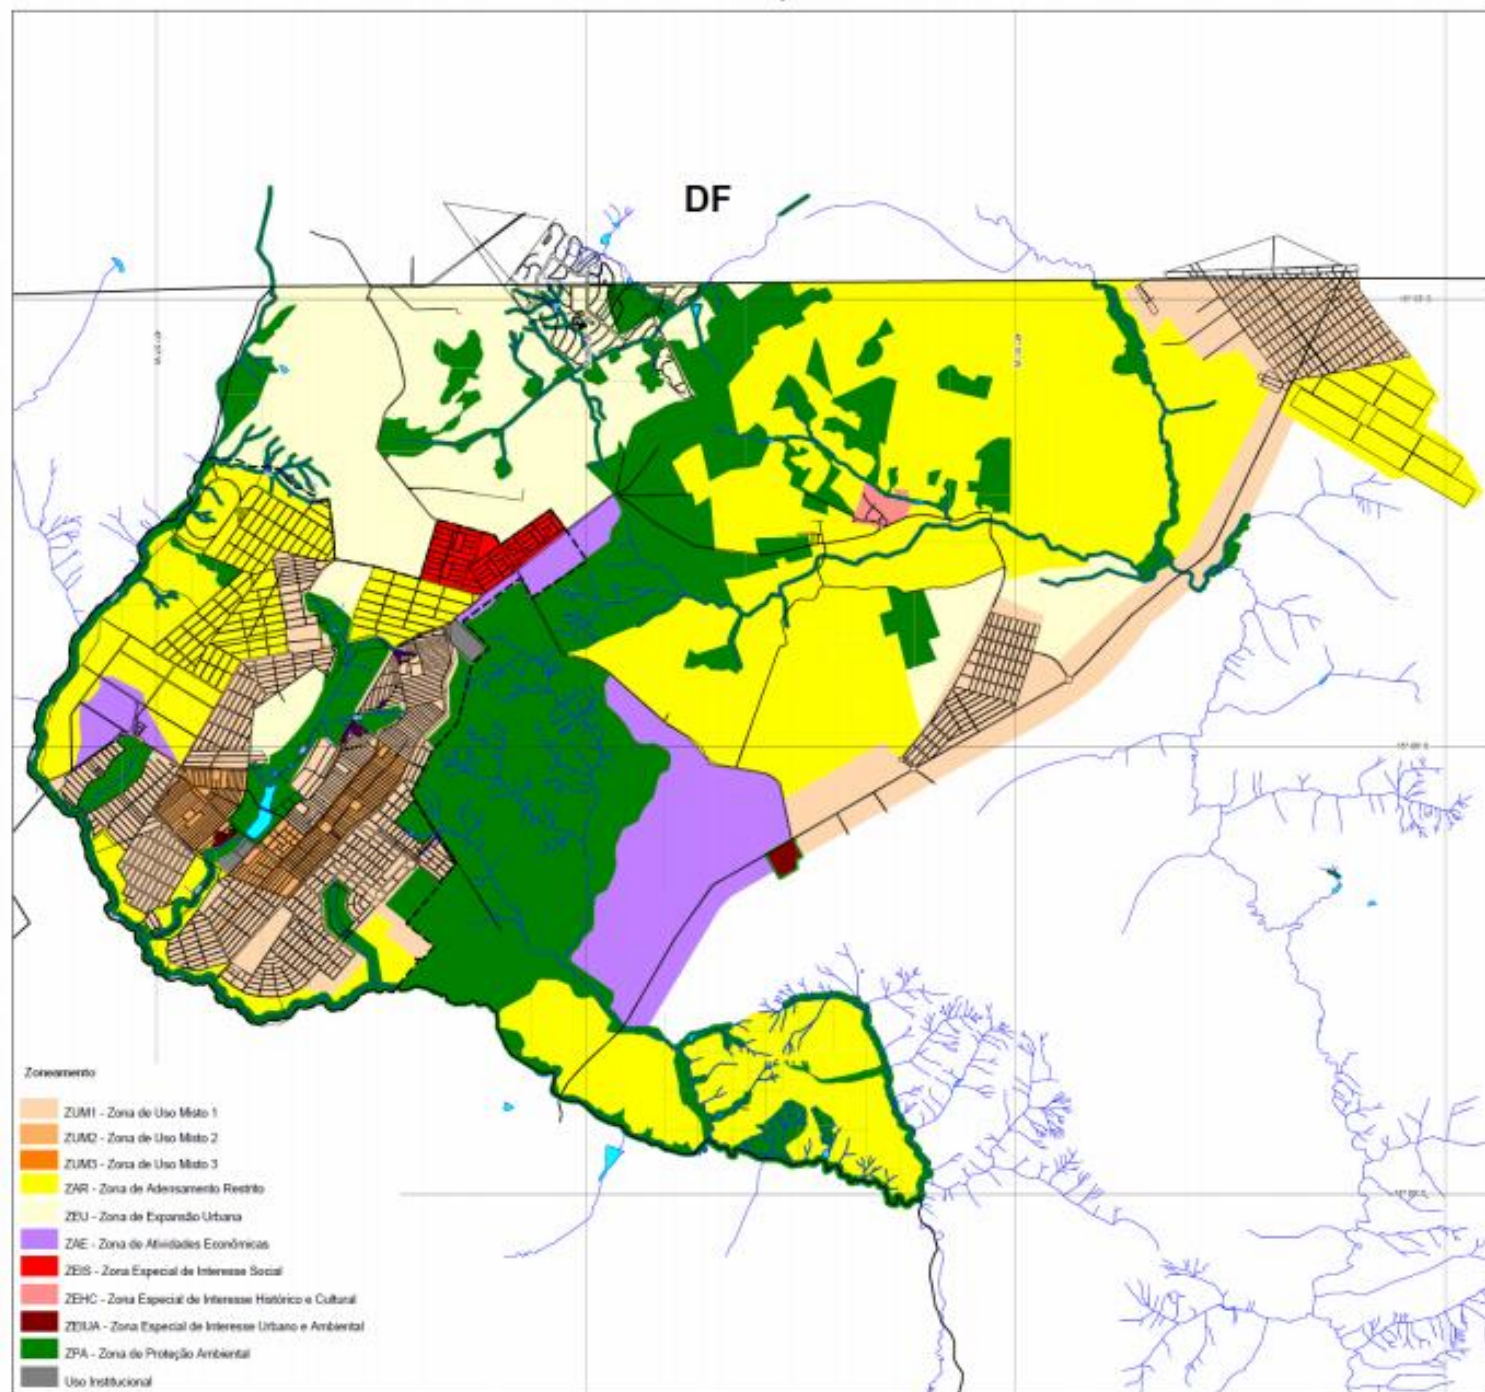 DF
Zoneamento
ZUM1 - Zona de Uso Misto 1
ZUM2 - Zona de Uso Misto 2
ZUM3 - Zona de Uso Misto 3
ZAR - Zona de Adensamento Restrito
ZEU - Zona de Expansão Urbana
ZAE - Zona de Atividades Econômicas
ZEIS - Zona Especial de Interesse Social
ZEHC - Zona Especial de Interesse Histórico e Cultural
ZEIUA - Zona Especial de Interesse Urbano e Ambiental
ZPA - Zona de Proteção Ambiental
Uso Institucional